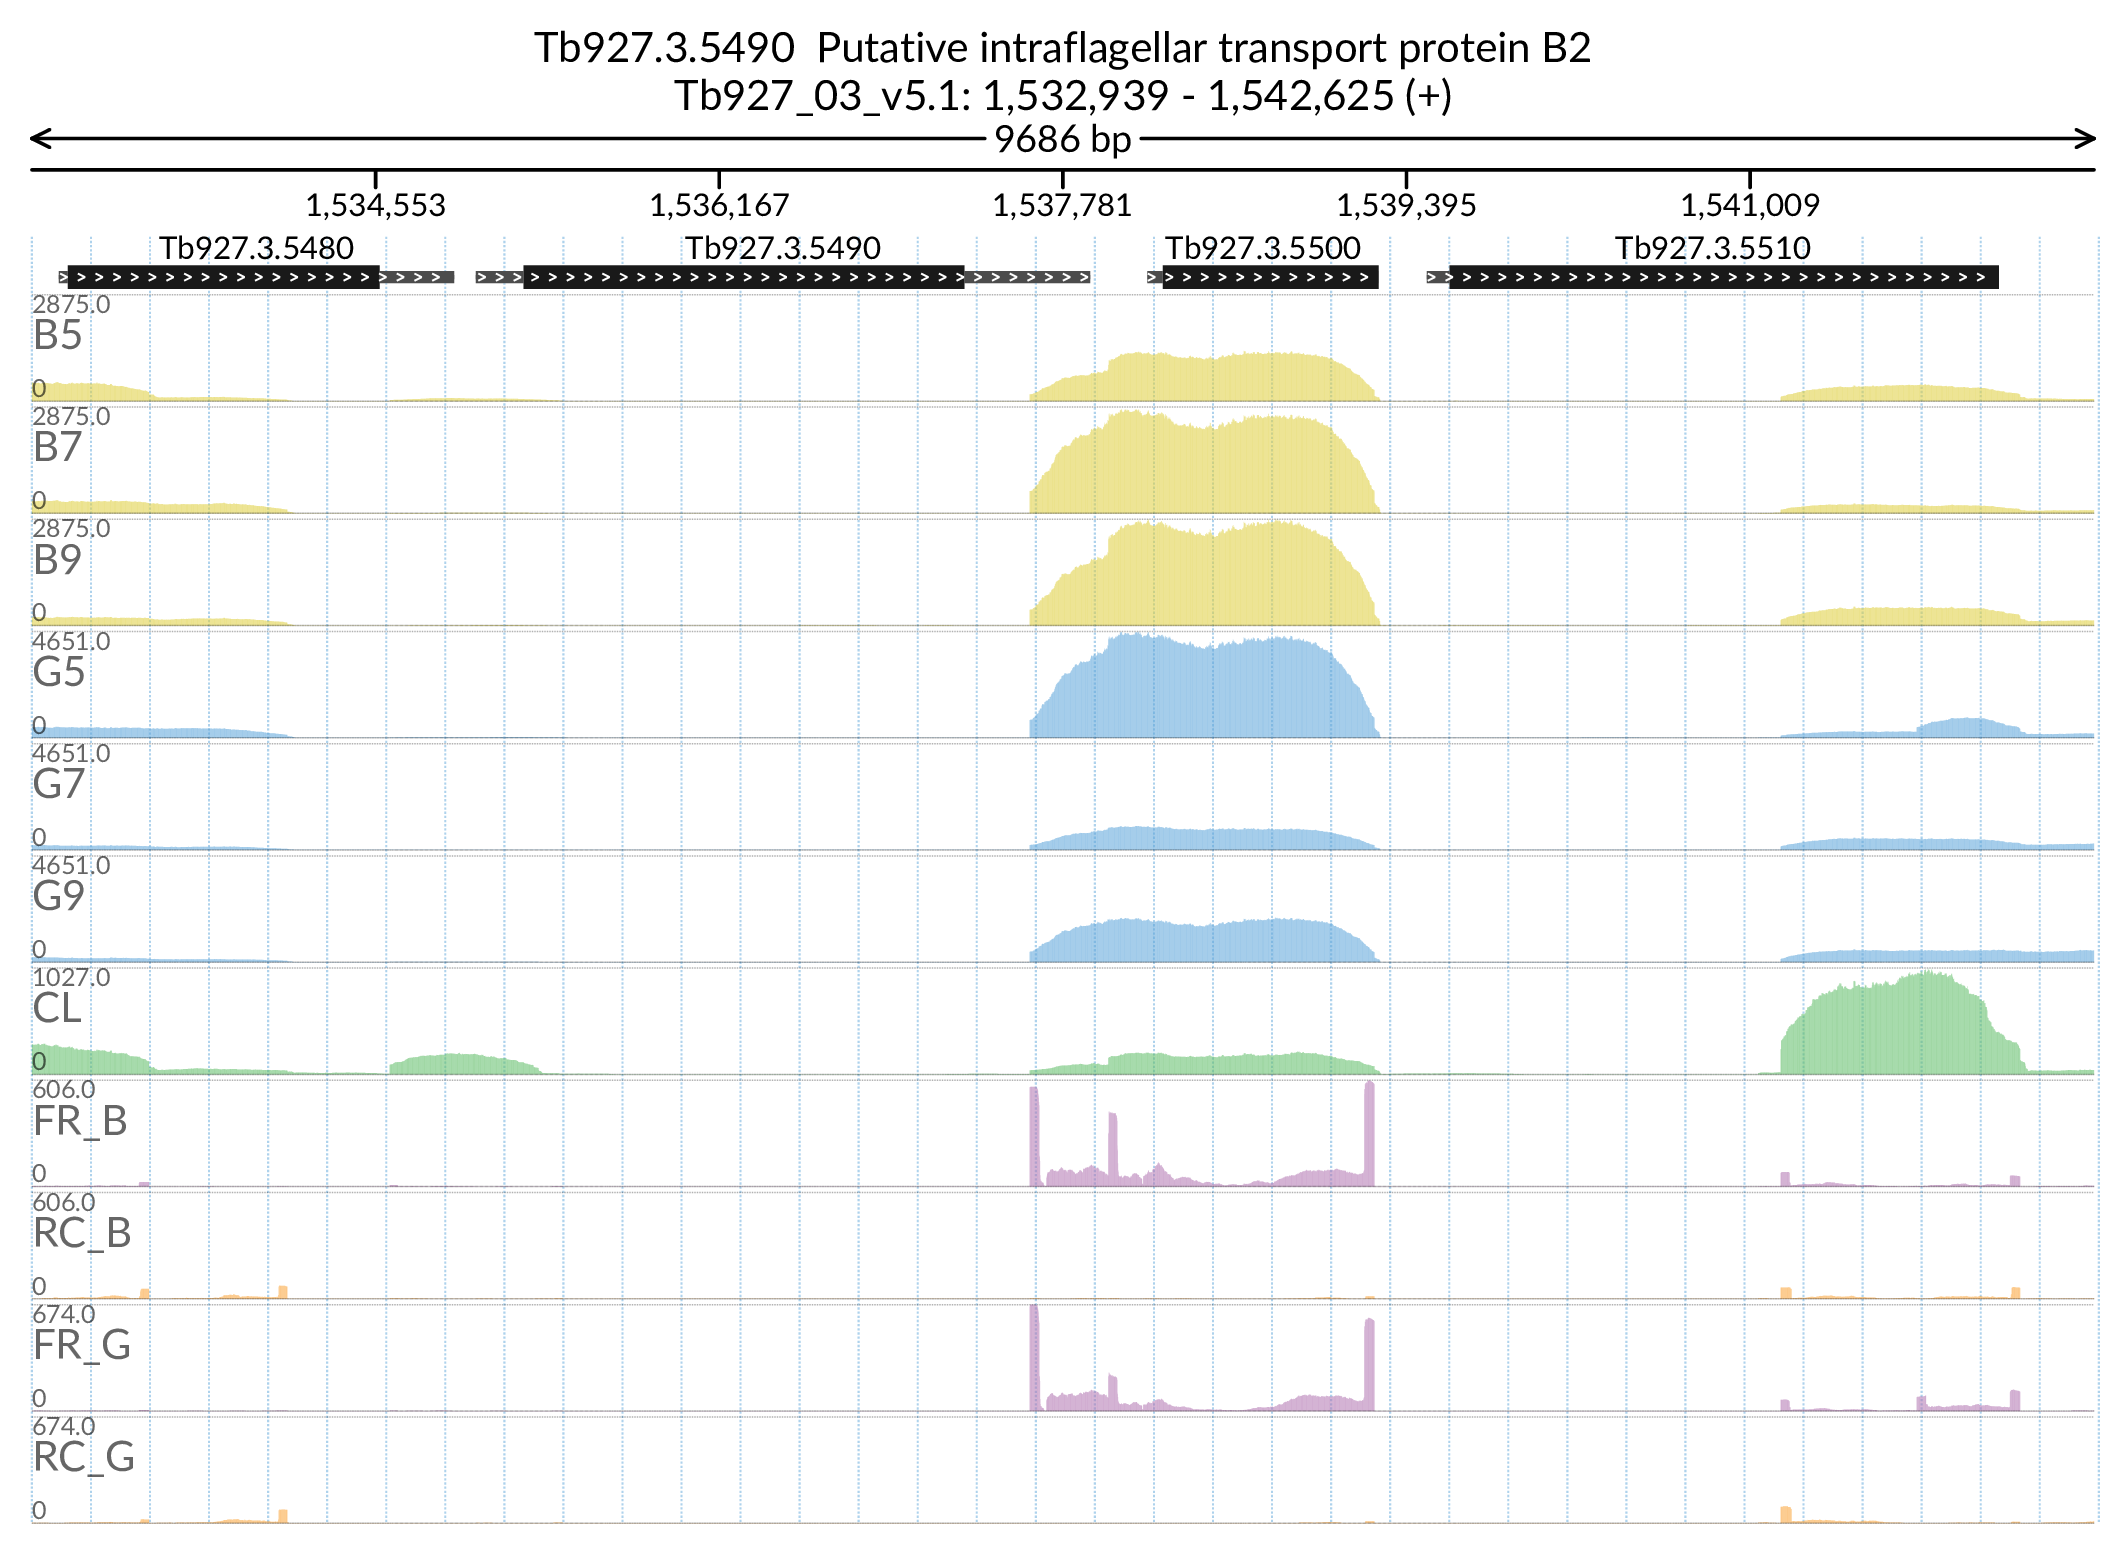 Tb927.3.5490  Putative intraflagellar transport protein B2
Tb927_03_v5.1: 1,532,939 - 1,542,625 (+)
9686 bp
1,534,553 1,536,167 1,537,781 1,539,395 1,541,009
Tb927.3.5480 Tb927.3.5490 Tb927.3.5500 Tb927.3.5510
2875.0
B5
0
2875.0
B7
0
2875.0
B9
0
4651.0
G5
0
4651.0
G7
0
4651.0
G9
0
1027.0
CL
0
606.0
FR_B
0
606.0
RC_B
0
674.0
FR_G
0
674.0
RC_G
0